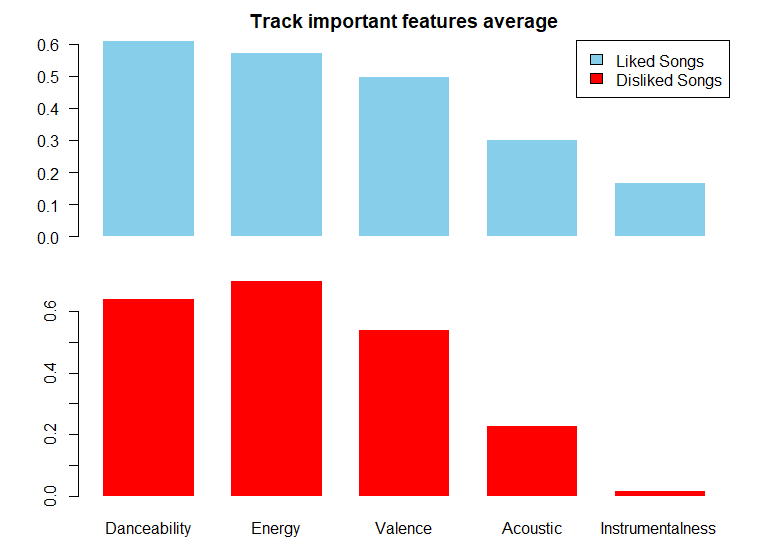 Track important features average
Liked Songs
Disliked Songs
0.6
0.5
0.4
0.3
0.2
0.1
0.0
0.6
0.4
0.2
0.0
Danceability Energy Valence Acoustic Instrumentalness